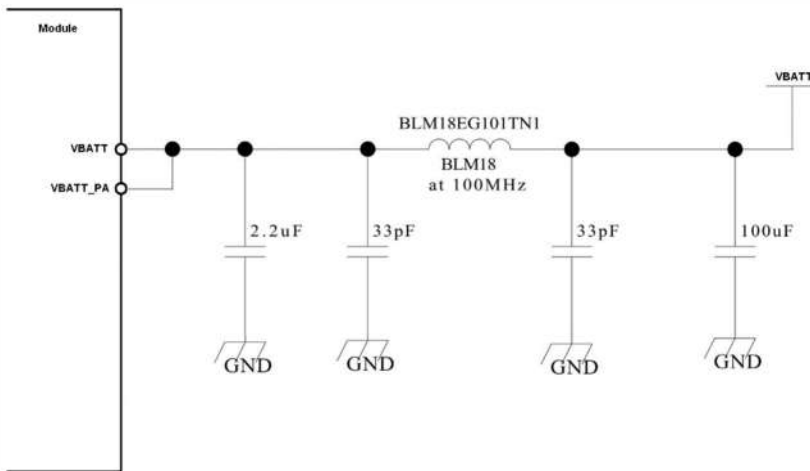 Module
VBATT
BLM18EG101TN1
VBATT
BLM18
at 100MHz
VBATT_PA
2.2uF
33pF
33pF
100uF
GND
GND
GND
GND